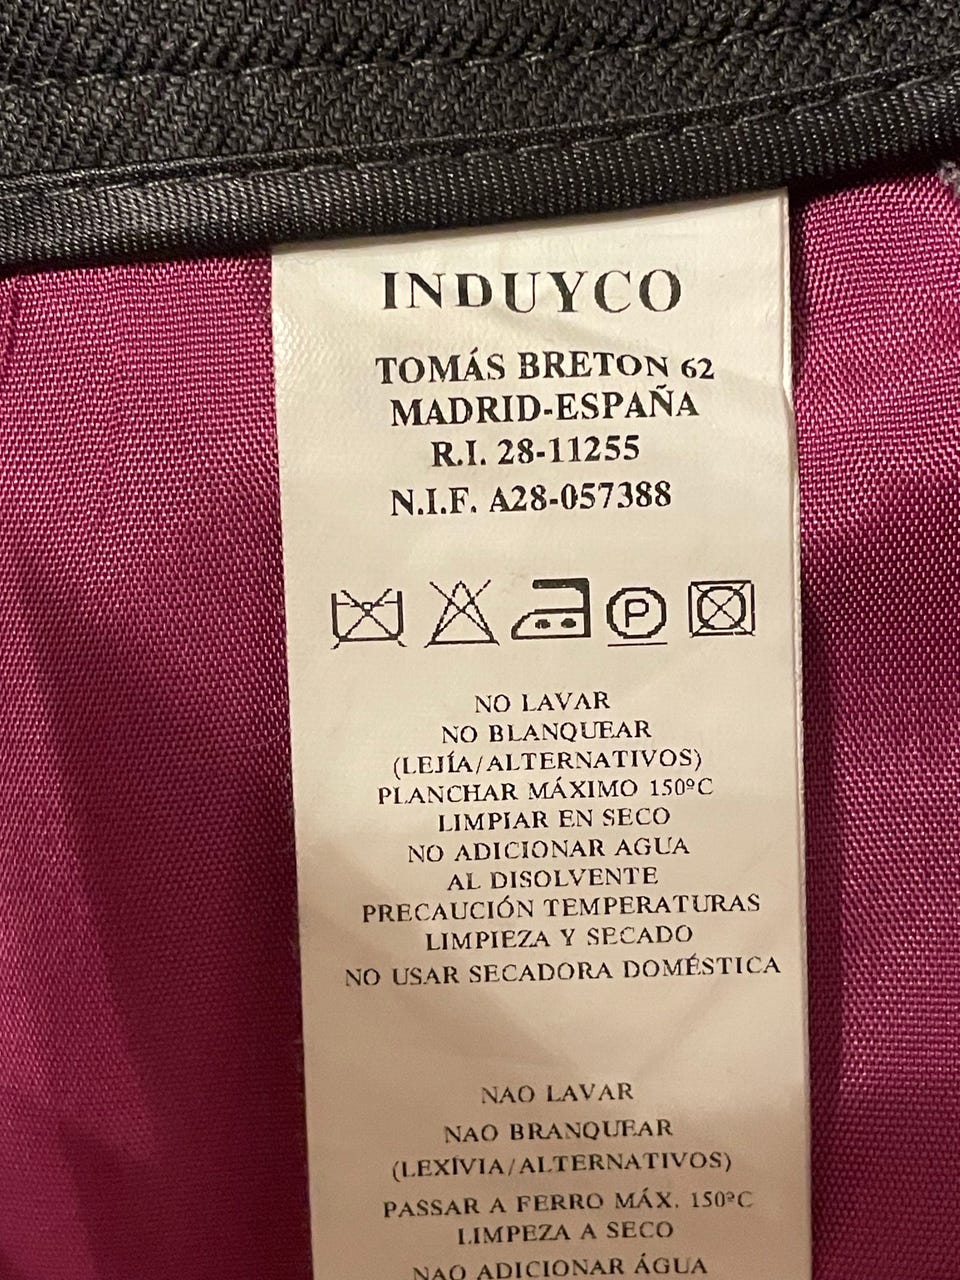 INDUYCO
TOMÁS BRETON 62
MADRID-ESPAÑA
R.I. 28-11255
N.I.F. A28-057388
P
NO LAVAR
NO BLANQUEAR
(LEJÍA/ALTERNATIVOS)
PLANCHAR MÁXIMO 150ºC
LIMPIAR EN SECO
NO ADICIONAR AGUA
AL DISOLVENTE
PRECAUCIÓN TEMPERATURAS
LIMPIEZA Y SECADO
NO USAR SECADORA DOMÉSTICA
NAO LAVAR
NAO BRANQUEAR
(LEXÍVIA/ALTERNATIVOS)
PASSAR A FERRO MÁX. 150ºC
LIMPEZA A SECO
NAO ADICIONAR ÁGUA